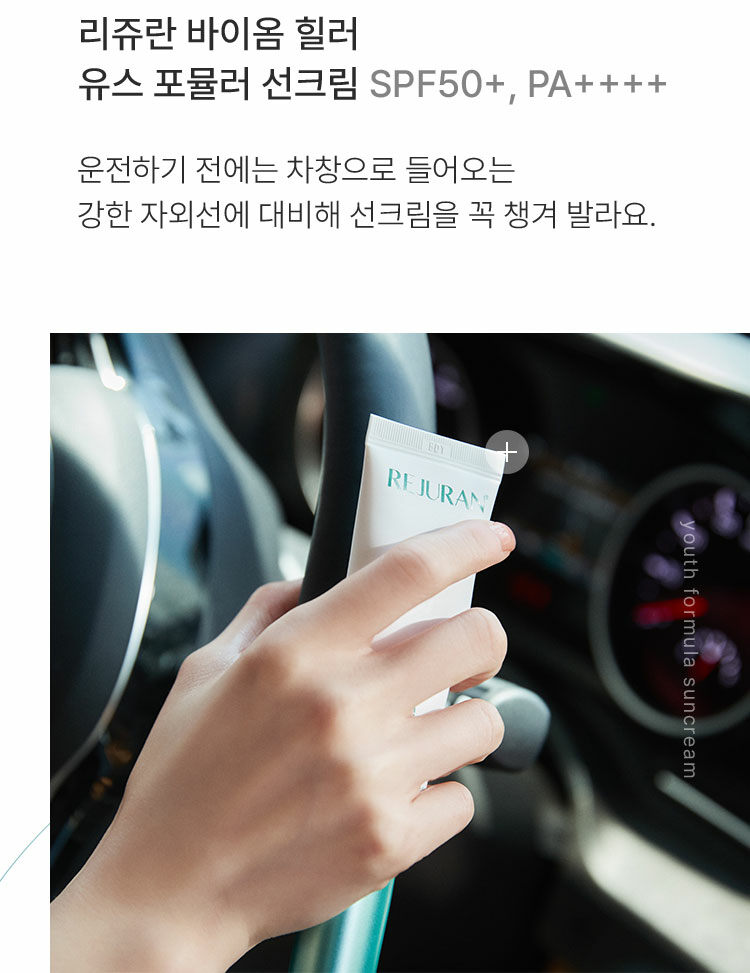 리쥬란 바이옴 힐러
유스 포뮬러 선크림 SPF50+, PA++++
운전하기 전에는 차창으로 들어오는
강한 자외선에 대비해 선크림을 꼭 챙겨 발라요.
REJURAN®
youth formula suncream